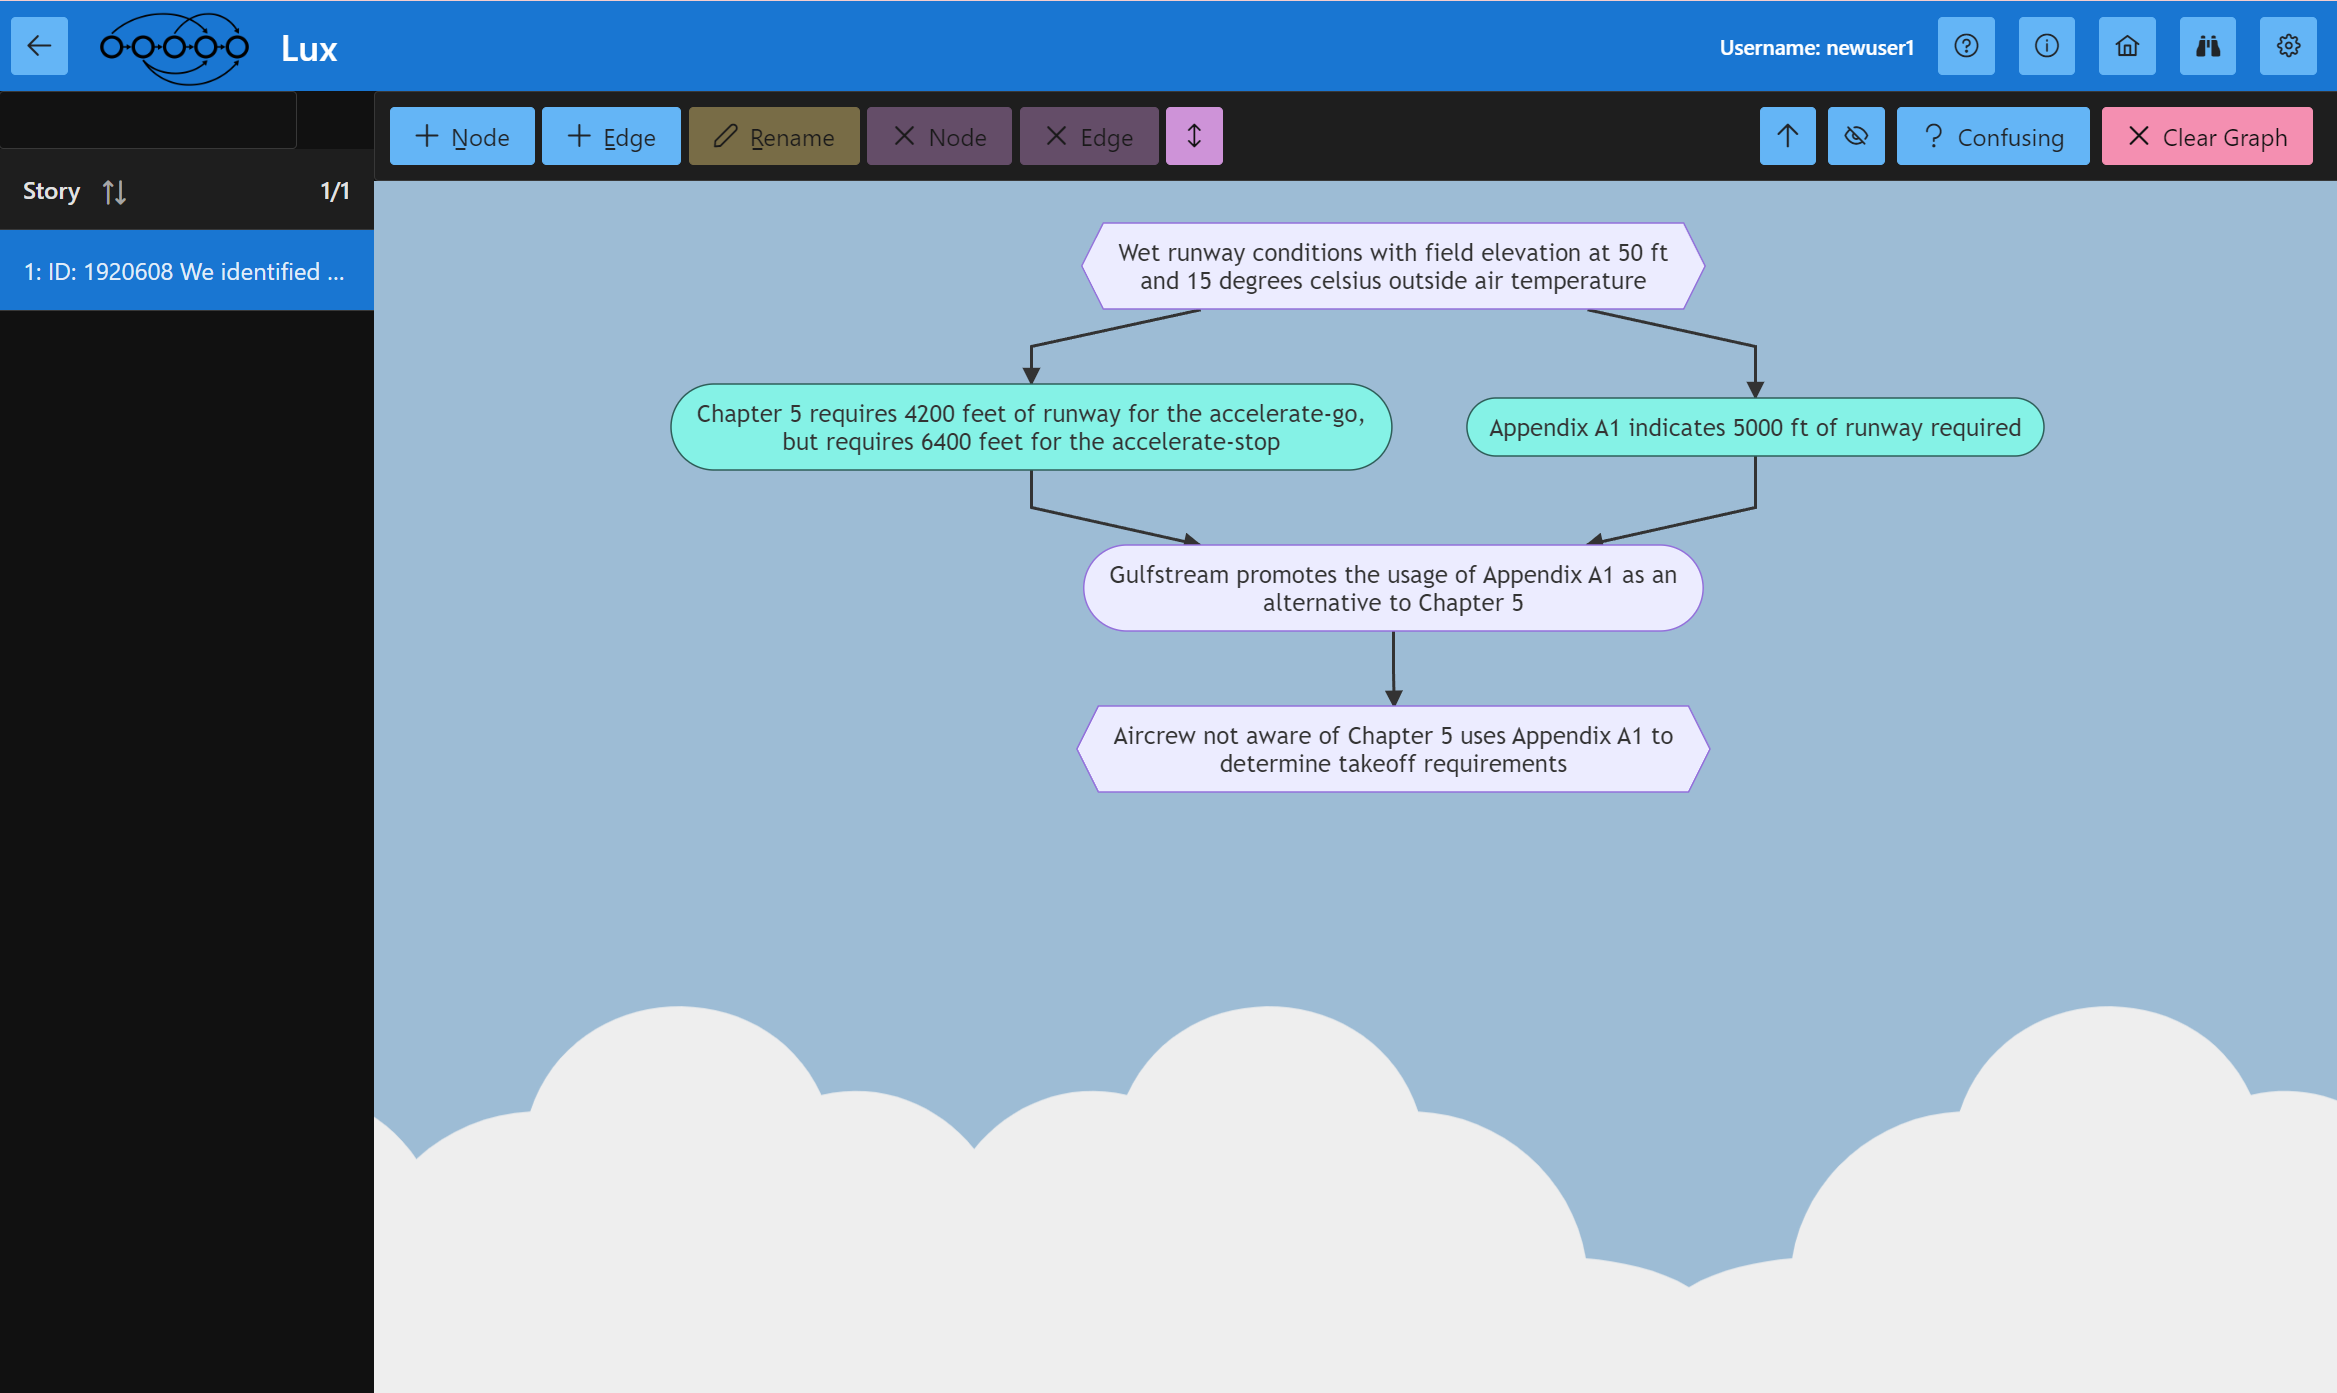 Lux
Username: newuser1
Node
Edge
Rename
Node
Edge
Confusing
Clear Graph
Story
1/1
1: ID: 1920608 We identified ...
Wet runway conditions with field elevation at 50 ft
and 15 degrees celsius outside air temperature
Chapter 5 requires 4200 feet of runway for the accelerate-go,
but requires 6400 feet for the accelerate-stop
Appendix A1 indicates 5000 ft of runway required
Gulfstream promotes the usage of Appendix A1 as an
alternative to Chapter 5
Aircrew not aware of Chapter 5 uses Appendix A1 to
determine takeoff requirements